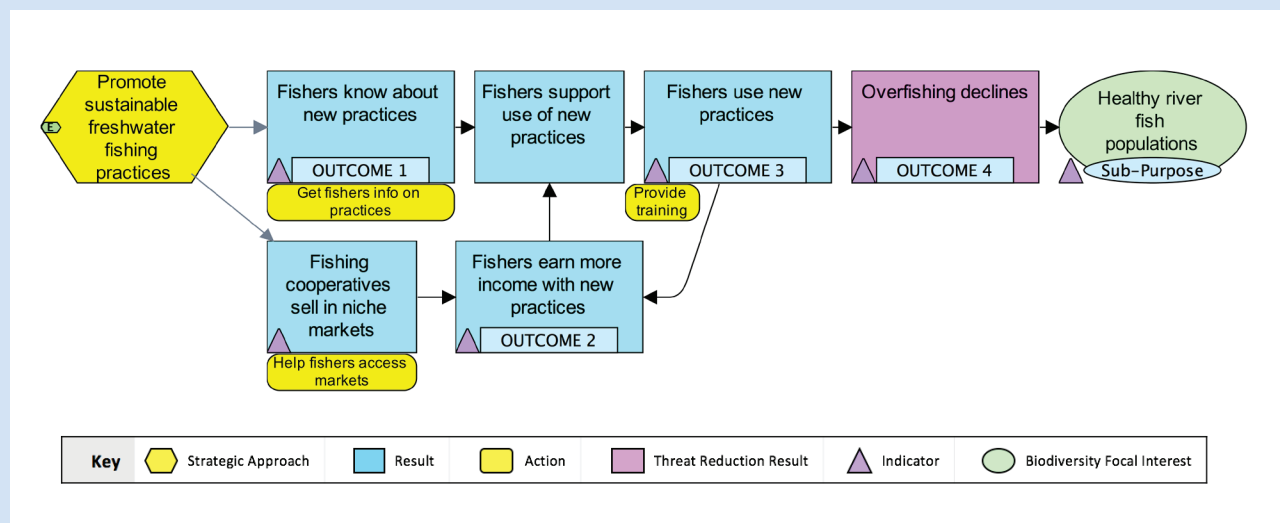 Promote
sustainable
freshwater
fishing
practices
E
Fishers know about
new practices
OUTCOME 1
Get fishers info on
practices
Fishers support
use of new
practices
Fishers use new
practices
OUTCOME 3
Provide
training
Overfishing declines
OUTCOME 4
Healthy river
fish
populations
Sub-Purpose
Fishing
cooperatives
sell in niche
markets
Help fishers access
markets
Fishers earn more
income with new
practices
OUTCOME 2
Key
Strategic Approach
Result
Action
Threat Reduction Result
Indicator
Biodiversity Focal Interest